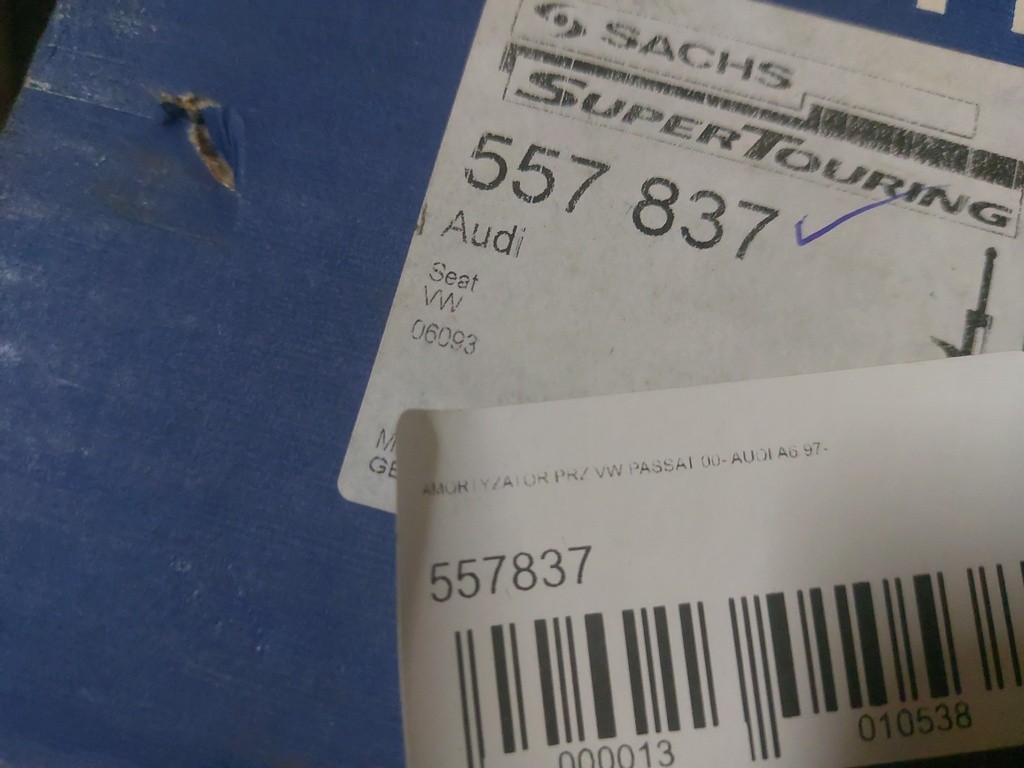 SACHS
SUPERTOURING
557 837
Audi
Seat
VW
06093
AMORTYZATOR PRZ VW PASSAT 00- AUDI A6 97-
557837
000013
010538